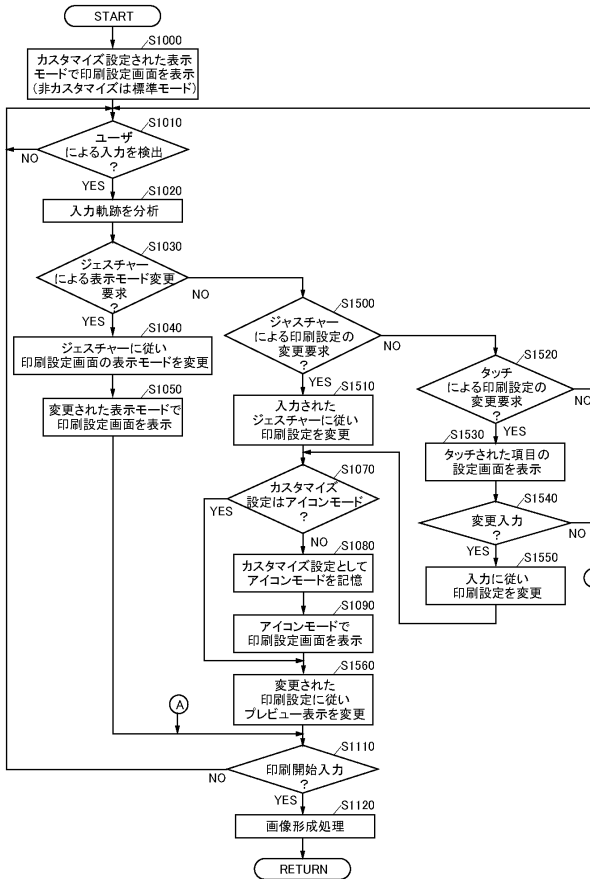 START
S1000
カスタマイズ設定された表示
モードで印刷設定画面を表示
(非カスタマイズは標準モード)
S1010
ユーザ
による入力を検出
?
NO
YES
S1020
入力軌跡を分析
S1030
ジェスチャー
による表示モード変更
要求
?
NO
YES
S1040
ジェスチャーに従い
印刷設定画面の表示モードを変更
S1050
変更された表示モードで
印刷設定画面を表示
S1500
ジャスチャー
による印刷設定の
変更要求
?
NO
YES
S1510
入力された
ジェスチャーに従い
印刷設定を変更
S1520
タッチ
による印刷設定の
変更要求
?
NO
YES
S1530
タッチされた項目の
設定画面を表示
S1540
変更入力
?
NO
YES
S1550
入力に従い
印刷設定を変更
S1070
カスタマイズ
設定はアイコンモード
?
YES
NO
S1080
カスタマイズ設定として
アイコンモードを記憶
S1090
アイコンモードで
印刷設定画面を表示
S1560
変更された
印刷設定に従い
プレビュー表示を変更
A
S1110
印刷開始入力
?
NO
YES
S1120
画像形成処理
RETURN